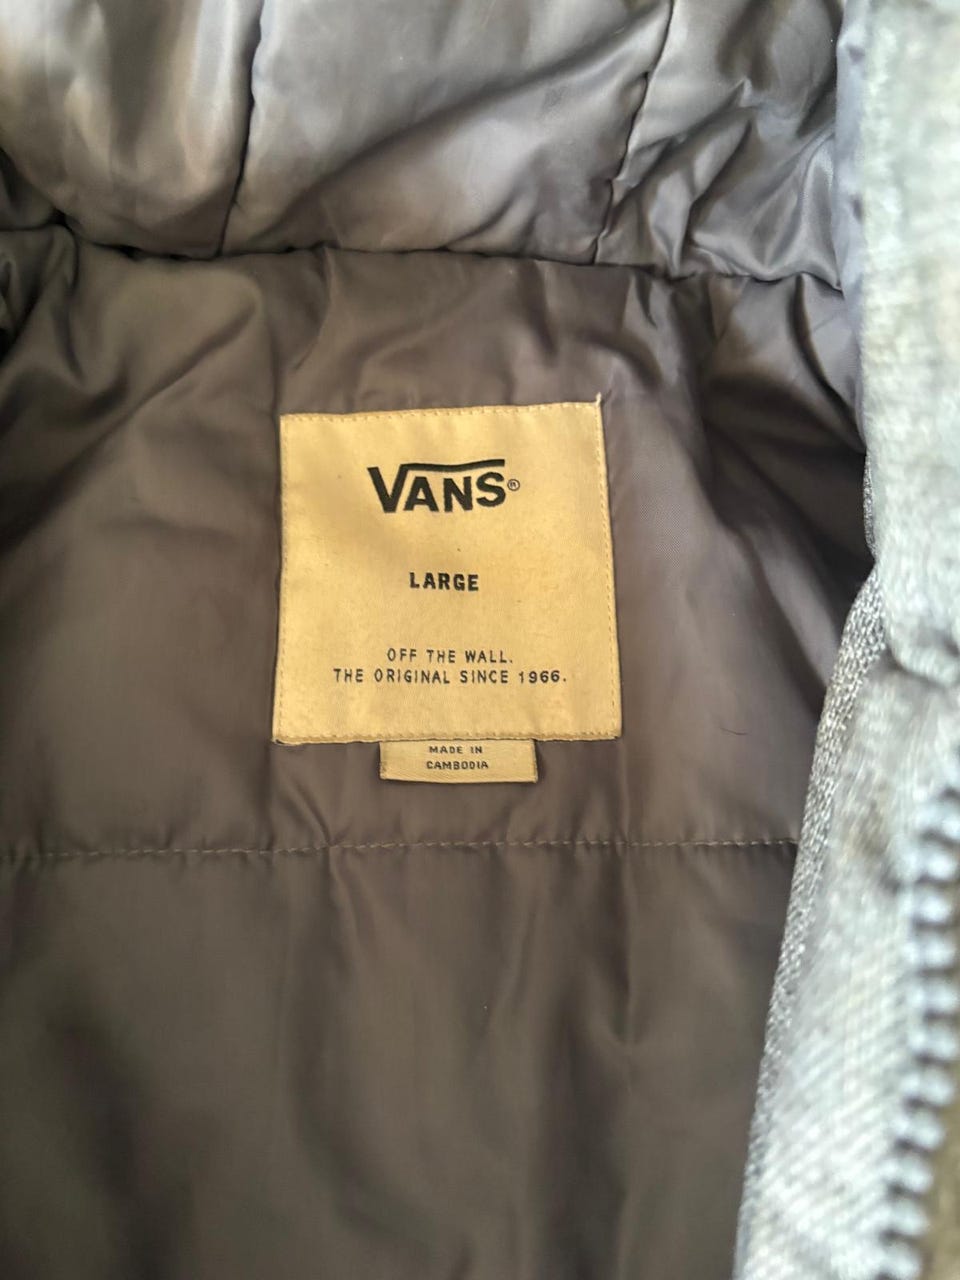 VANS®
LARGE
OFF THE WALL.
THE ORIGINAL SINCE 1966.
MADE IN
CAMBODIA